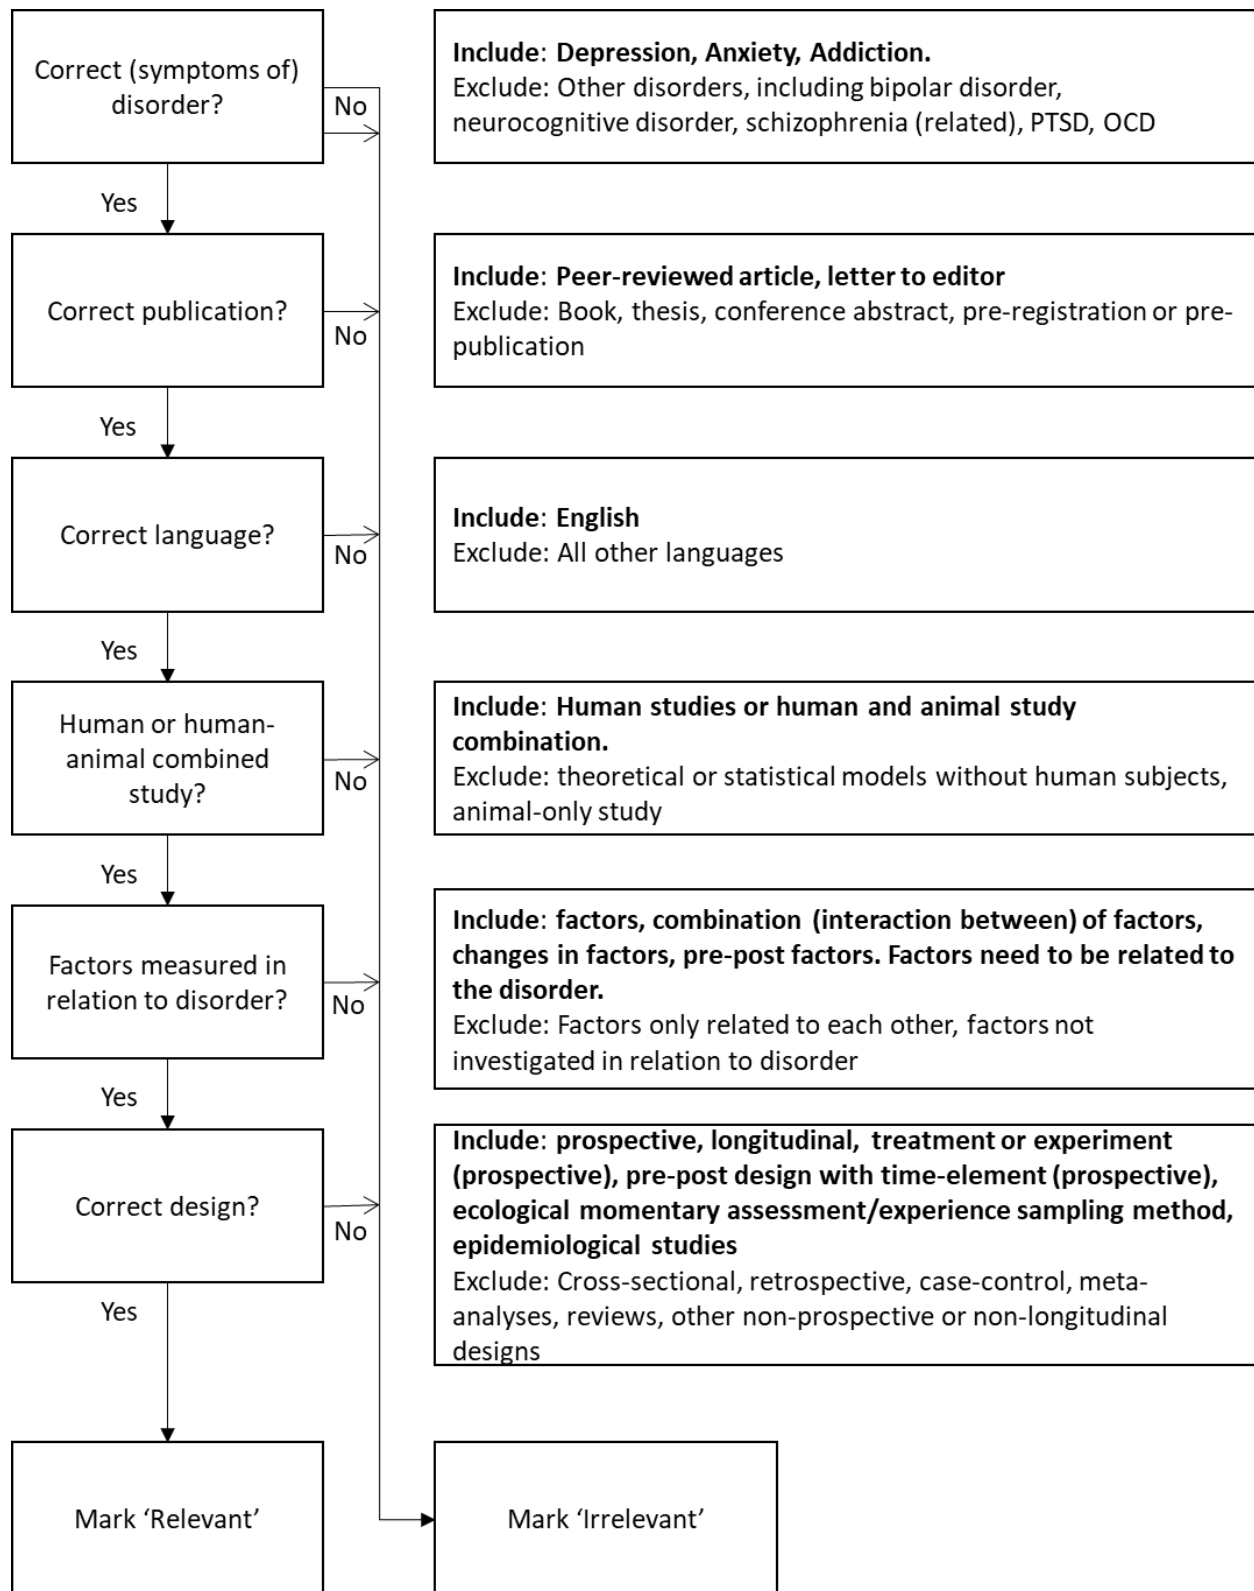 Correct (symptoms of)
disorder?
No
Include: Depression, Anxiety, Addiction.
Exclude: Other disorders, including bipolar disorder,
neurocognitive disorder, schizophrenia (related), PTSD, OCD
Yes
Correct publication?
No
Include: Peer-reviewed article, letter to editor
Exclude: Book, thesis, conference abstract, pre-registration or pre-
publication
Yes
Correct language?
No
Include: English
Exclude: All other languages
Yes
Human or human-
animal combined
study?
No
Include: Human studies or human and animal study
combination.
Exclude: theoretical or statistical models without human subjects,
animal-only study
Yes
Factors measured in
relation to disorder?
No
Include: factors, combination (interaction between) of factors,
changes in factors, pre-post factors. Factors need to be related to
the disorder.
Exclude: Factors only related to each other, factors not
investigated in relation to disorder
Yes
Correct design?
No
Include: prospective, longitudinal, treatment or experiment
(prospective), pre-post design with time-element (prospective),
ecological momentary assessment/experience sampling method,
epidemiological studies
Exclude: Cross-sectional, retrospective, case-control, meta-
analyses, reviews, other non-prospective or non-longitudinal
designs
Yes
Mark ‘Relevant’
Mark ‘Irrelevant’